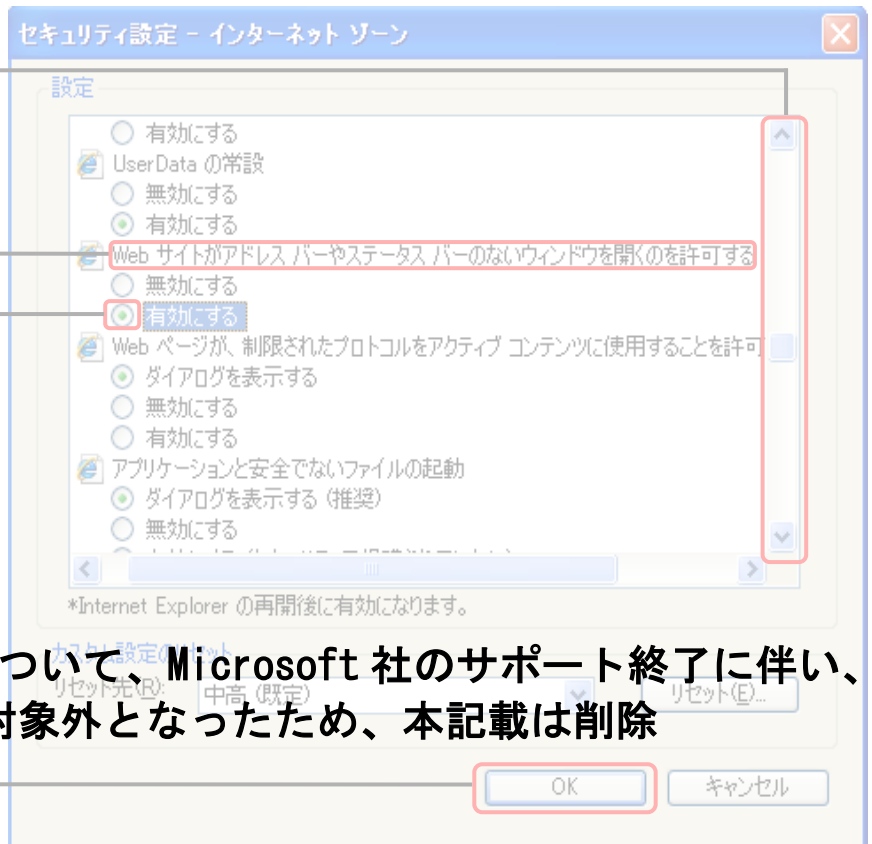 セキュリティ設定 - インターネット ゾーン
設定
有効にする
UserData の常設
無効にする
有効にする
Web サイトがアドレス バーやステータス バーのないウィンドウを開くのを許可する
無効にする
有効にする
Web ページが、制限されたプロトコルをアクティブ コンテンツに使用することを許可
ダイアログを表示する
無効にする
有効にする
アプリケーションと安全でないファイルの起動
ダイアログを表示する (推奨)
無効にする
*Internet Explorer の再開後に有効になります。
カスタム設定のリセット
ついて、Microsoft 社のサポート終了に伴い、
リセット先(R):
中高 (既定)
リセット(E)...
対象外となったため、本記載は削除
OK
キャンセル